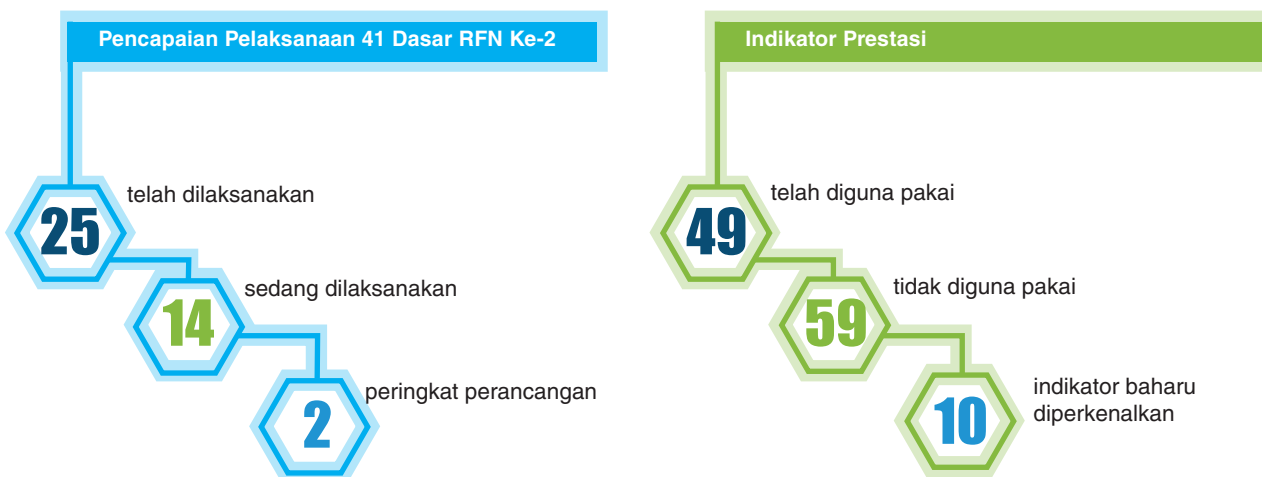 Pencapaian Pelaksanaan 41 Dasar RFN Ke-2
25
telah dilaksanakan
14
sedang dilaksanakan
2
peringkat perancangan
Indikator Prestasi
49
telah diguna pakai
59
tidak diguna pakai
10
indikator baharu
diperkenalkan